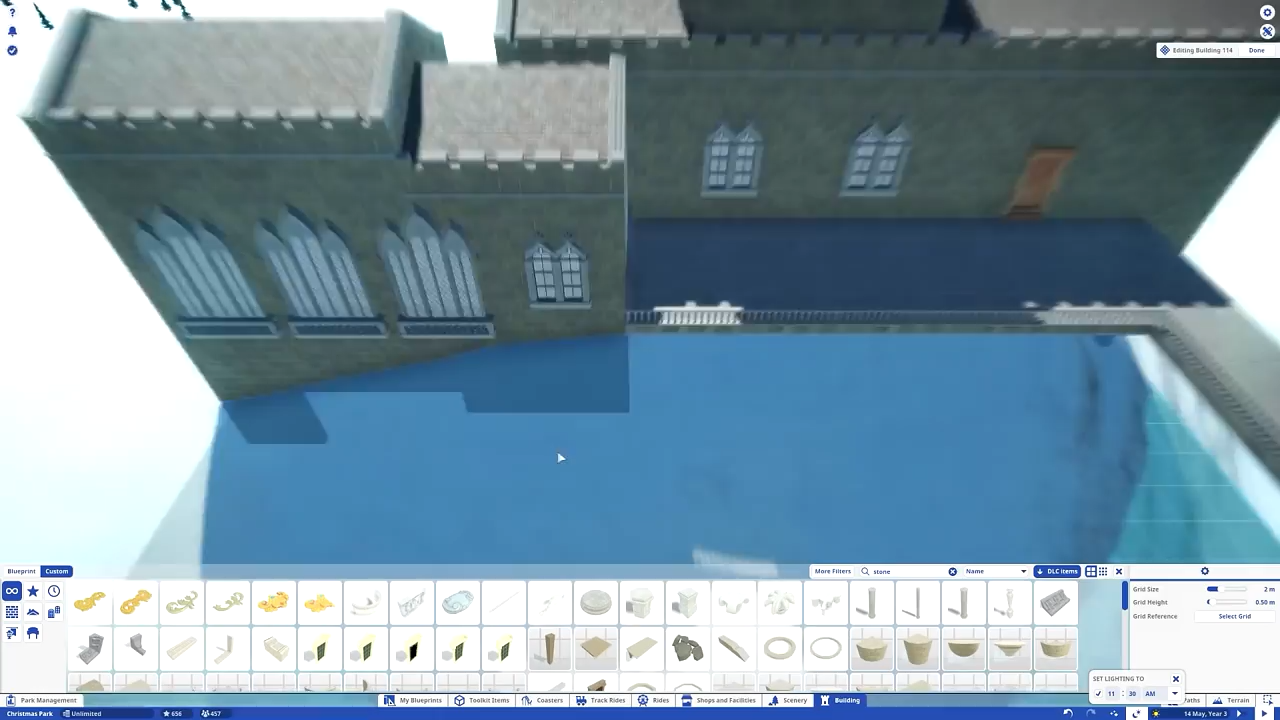 ?
Editing Building 114 Done
Blueprint Custom
More Filters stone Name DLC Items
Grid Size 2 m
Grid Height 0.50 m
Grid Reference Select Grid
SET LIGHTING TO
11 : 30 AM
Park Management My Blueprints Toolkit Items Coasters Track Rides Rides Shops and Facilities Scenery Building Paths Terrain
Christmas Park Unlimited 656 457 14 May, Year 3